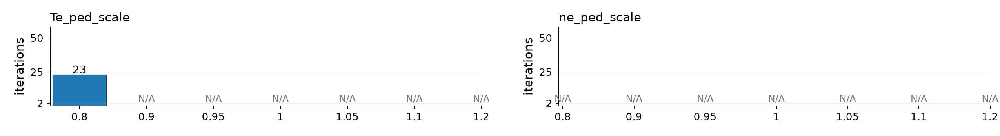 Te_ped_scale
iterations
50
25
2
23
N/A N/A N/A N/A N/A N/A
0.8 0.9 0.95 1 1.05 1.1 1.2
ne_ped_scale
iterations
50
25
2
N/A N/A N/A N/A N/A N/A N/A
0.8 0.9 0.95 1 1.05 1.1 1.2